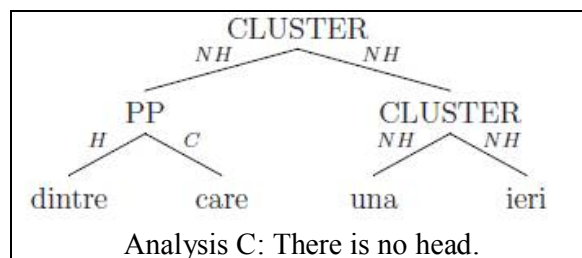 CLUSTER
NH NH
PP CLUSTER
H C NH NH
dintre care una ieri
Analysis C: There is no head.